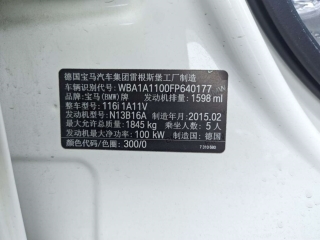 德国宝马汽车集团雷根斯堡工厂制造
车辆识别代号: WBA1A1100FP640177
品牌: 宝马(BMW)牌 发动机排量: 1598 ml
整车型号: 116i 1A11V
发动机型号: N13B16A 制造年月: 2015.02
最大允许总质量: 1845 kg 乘坐人数: 5 人
发动机最大净功率: 100 kW 制造国: 德国
颜色代码/色圈: 300/0